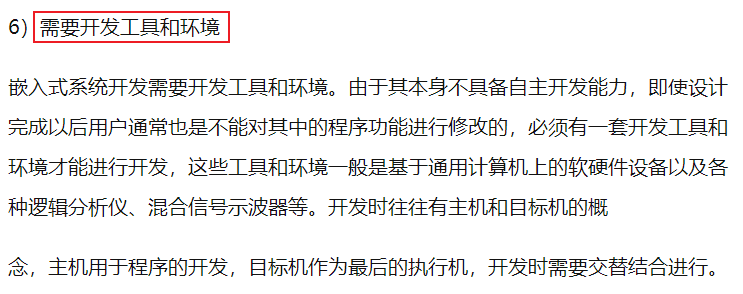 6) 需要开发工具和环境
嵌入式系统开发需要开发工具和环境。由于其本身不具备自主开发能力，即使设计
完成以后用户通常也是不能对其中的程序功能进行修改的，必须有一套开发工具和
环境才能进行开发，这些工具和环境一般是基于通用计算机上的软硬件设备以及各
种逻辑分析仪、混合信号示波器等。开发时往往有主机和目标机的概
念，主机用于程序的开发，目标机作为最后的执行机，开发时需要交替结合进行。